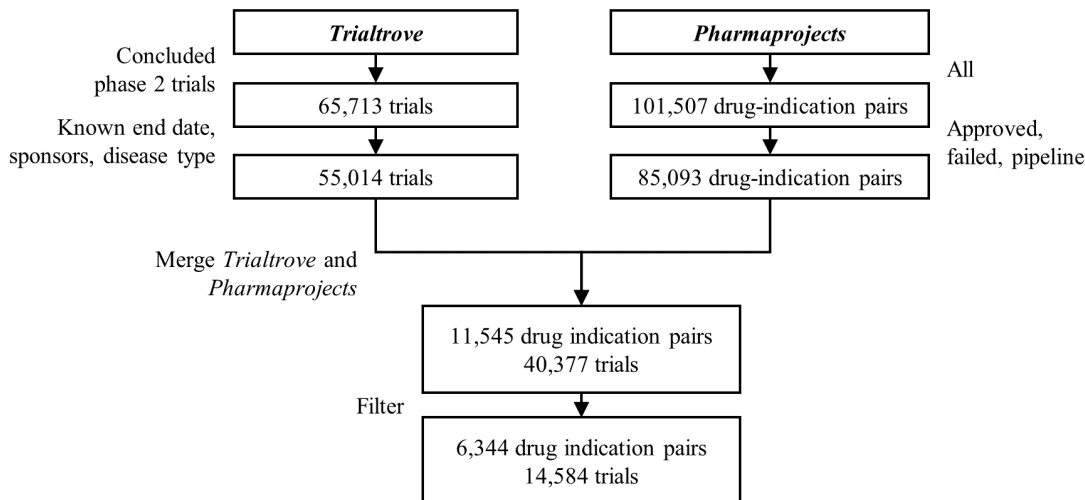 Trialtrove
Pharmaprojects
Concluded
phase 2 trials
All
65,713 trials
101,507 drug-indication pairs
Known end date,
sponsors, disease type
Approved,
failed, pipeline
55,014 trials
85,093 drug-indication pairs
Merge Trialtrove and
Pharmaprojects
11,545 drug indication pairs
40,377 trials
Filter
6,344 drug indication pairs
14,584 trials